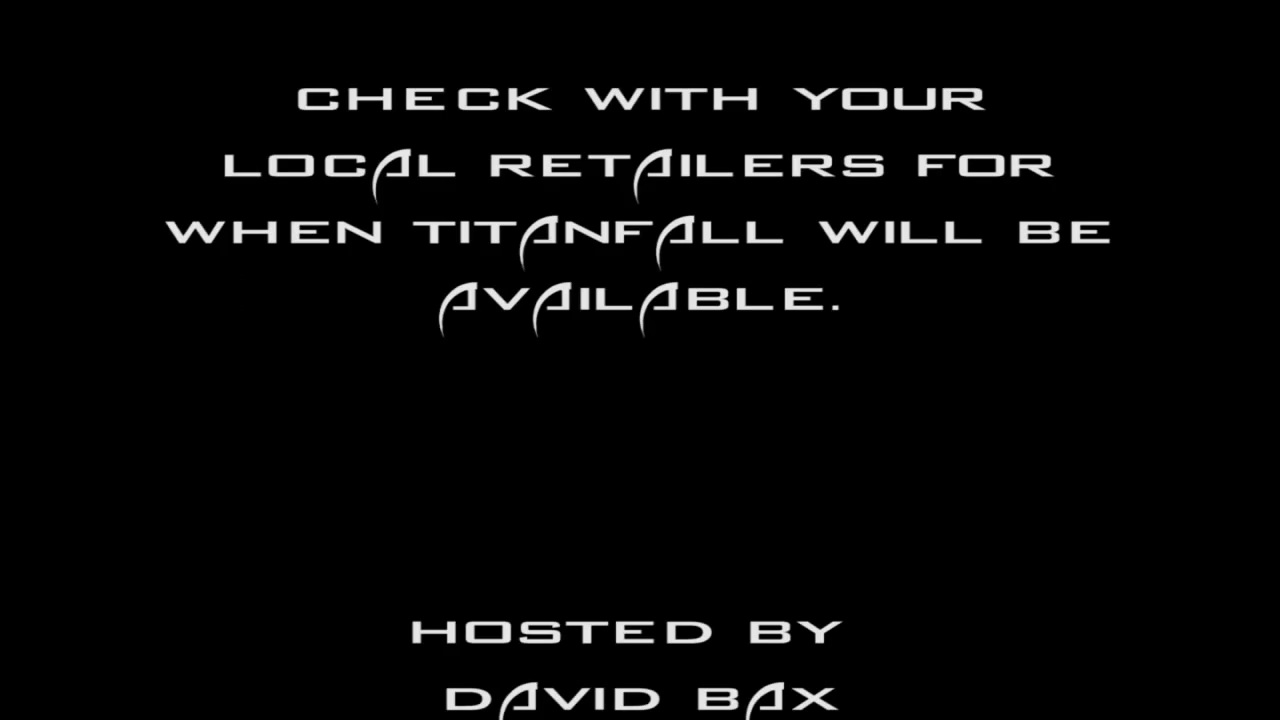 CHECK WITH YOUR
LOCAL RETAILERS FOR
WHEN TITANFALL WILL BE
AVAILABLE.
HOSTED BY
DAVID BAX